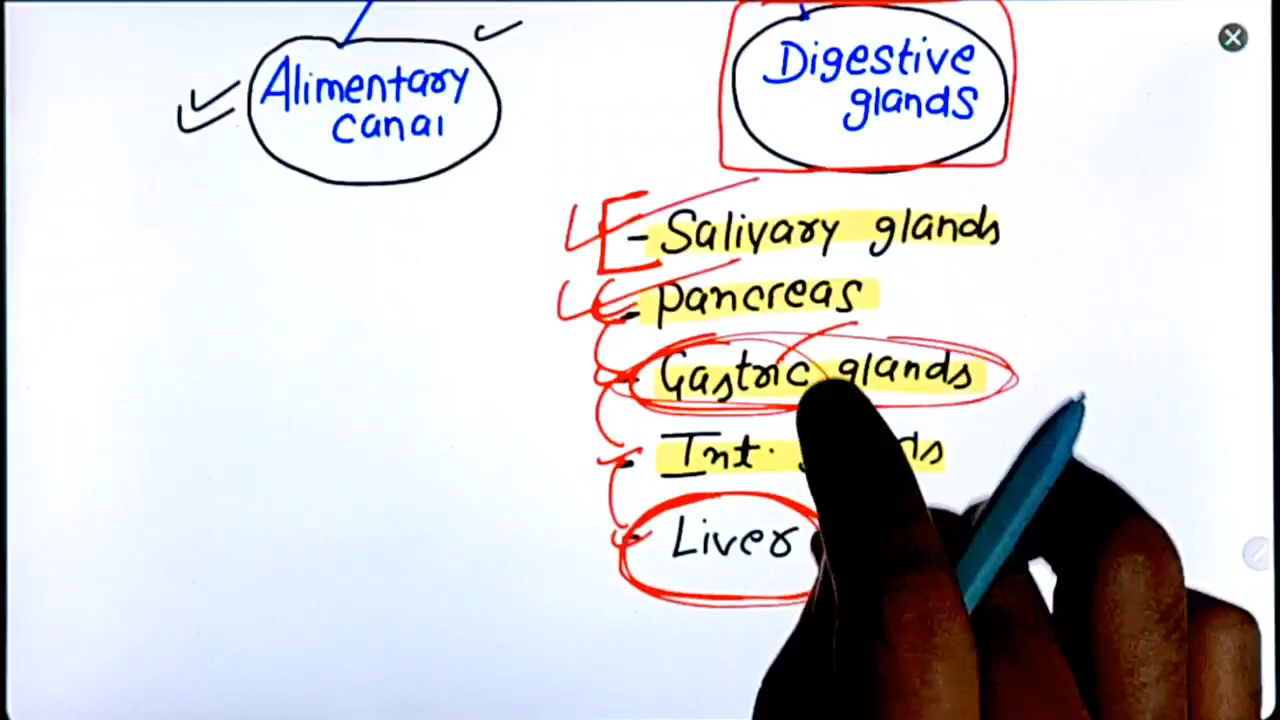 Alimentary
canal
Digestive
glands
- Salivary glands
- Pancreas
- Gastric glands
- Int.
- Liver